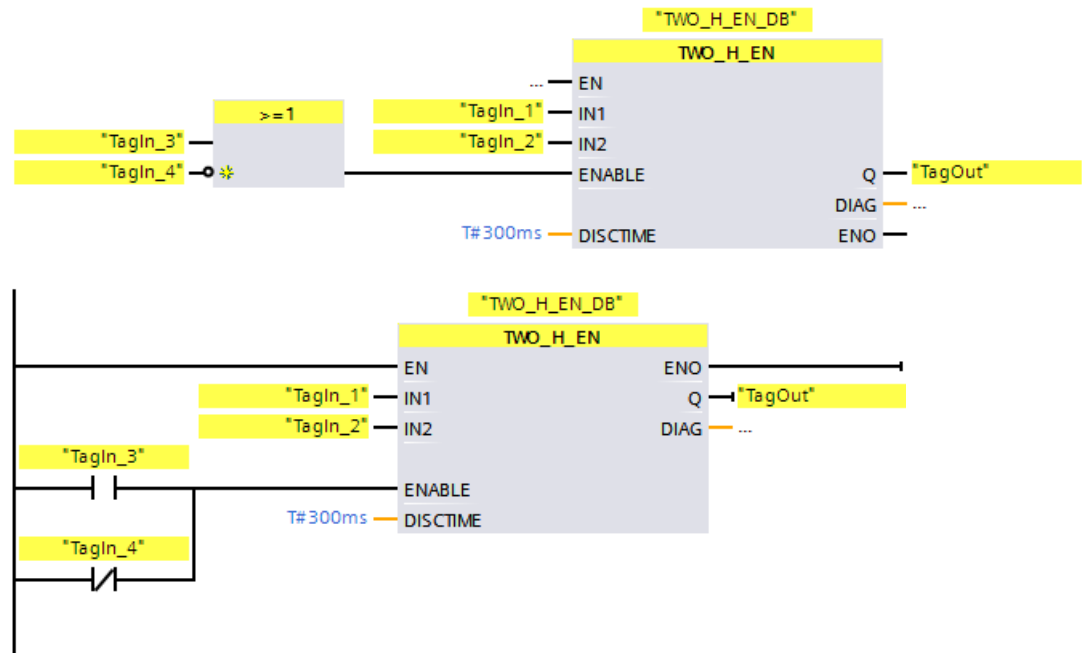 "TWO_H_EN_DB"
TWO_H_EN
... EN
>=1
"TagIn_1" IN1
"TagIn_3"
"TagIn_2" IN2
"TagIn_4"
ENABLE Q "TagOut"
DIAG ...
T#300ms DISCTIME ENO
"TWO_H_EN_DB"
TWO_H_EN
EN ENO
"TagIn_1" IN1 Q "TagOut"
"TagIn_2" IN2 DIAG ...
"TagIn_3"
ENABLE
T#300ms DISCTIME
"TagIn_4"